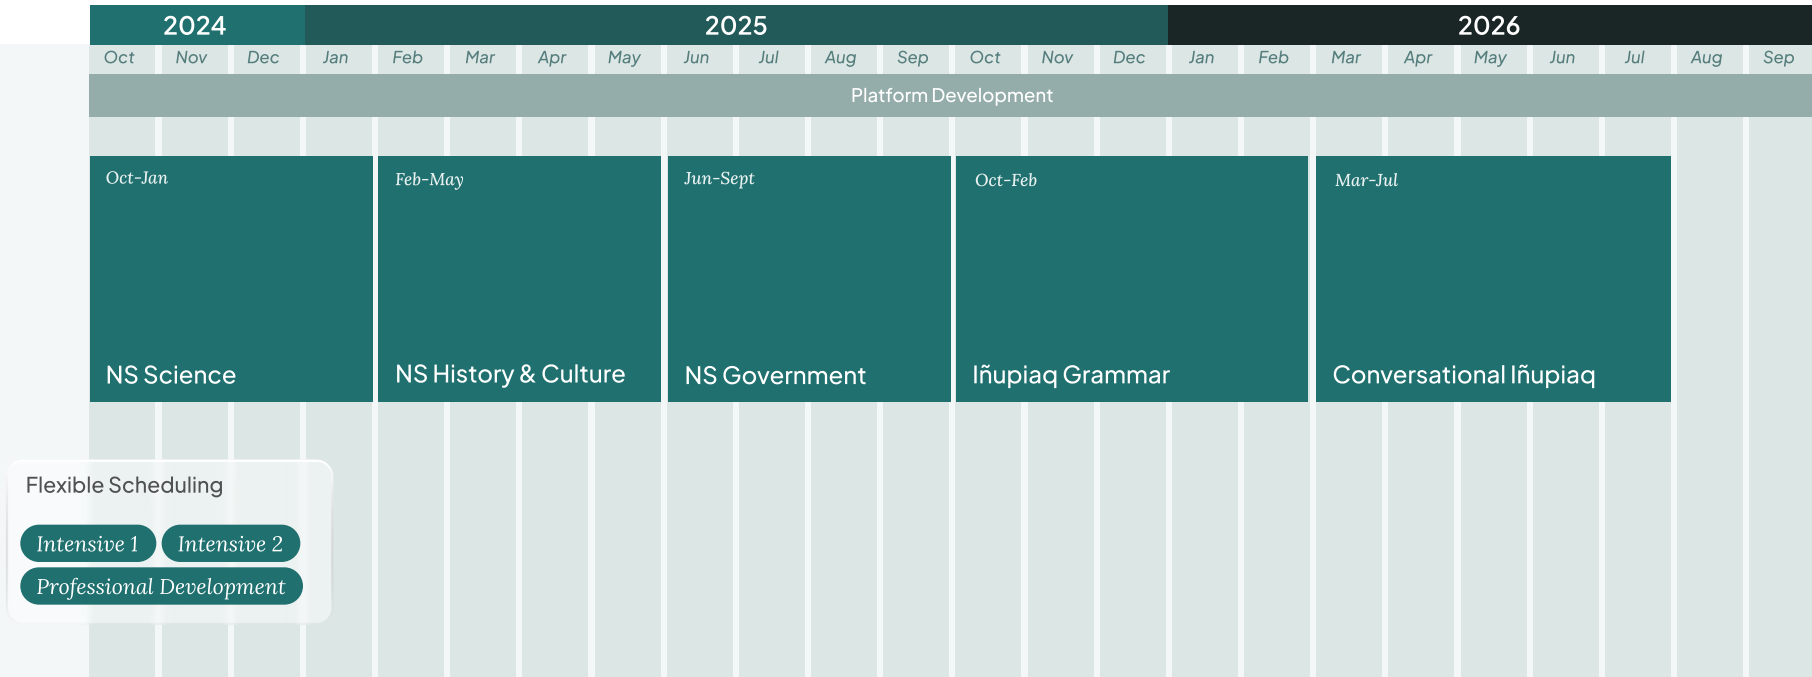 2024 2025 2026
Oct Nov Dec Jan Feb Mar Apr May Jun Jul Aug Sep Oct Nov Dec Jan Feb Mar Apr May Jun Jul Aug Sep
Platform Development
Oct-Jan Feb-May Jun-Sept Oct-Feb Mar-Jul
NS Science NS History & Culture NS Government Iñupiaq Grammar Conversational Iñupiaq
Flexible Scheduling
Intensive 1 Intensive 2
Professional Development